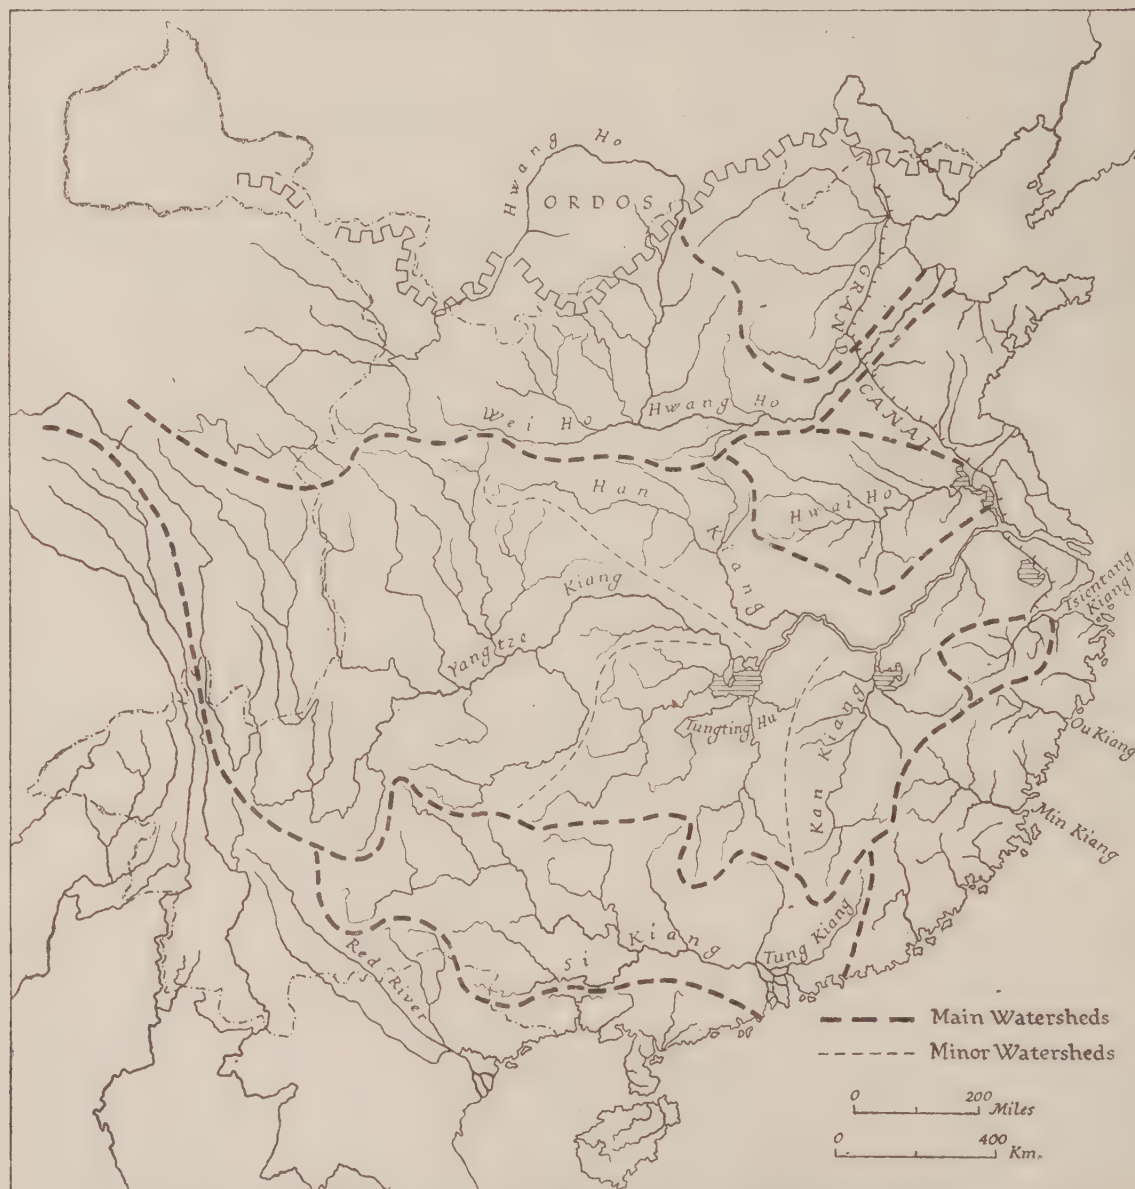 Hwang Ho
ORDOS
GRAND CANAL
Wei Ho
Hwang Ho
Han Kiang
Hwai Ho
Yangtze Kiang
Tsientang Kiang
Tungting Hu
Kan Kiang
Ou Kiang
Min Kiang
Red River
Si Kiang
Tung Kiang
Main Watersheds
Minor Watersheds
0 200 Miles
0 400 Km.